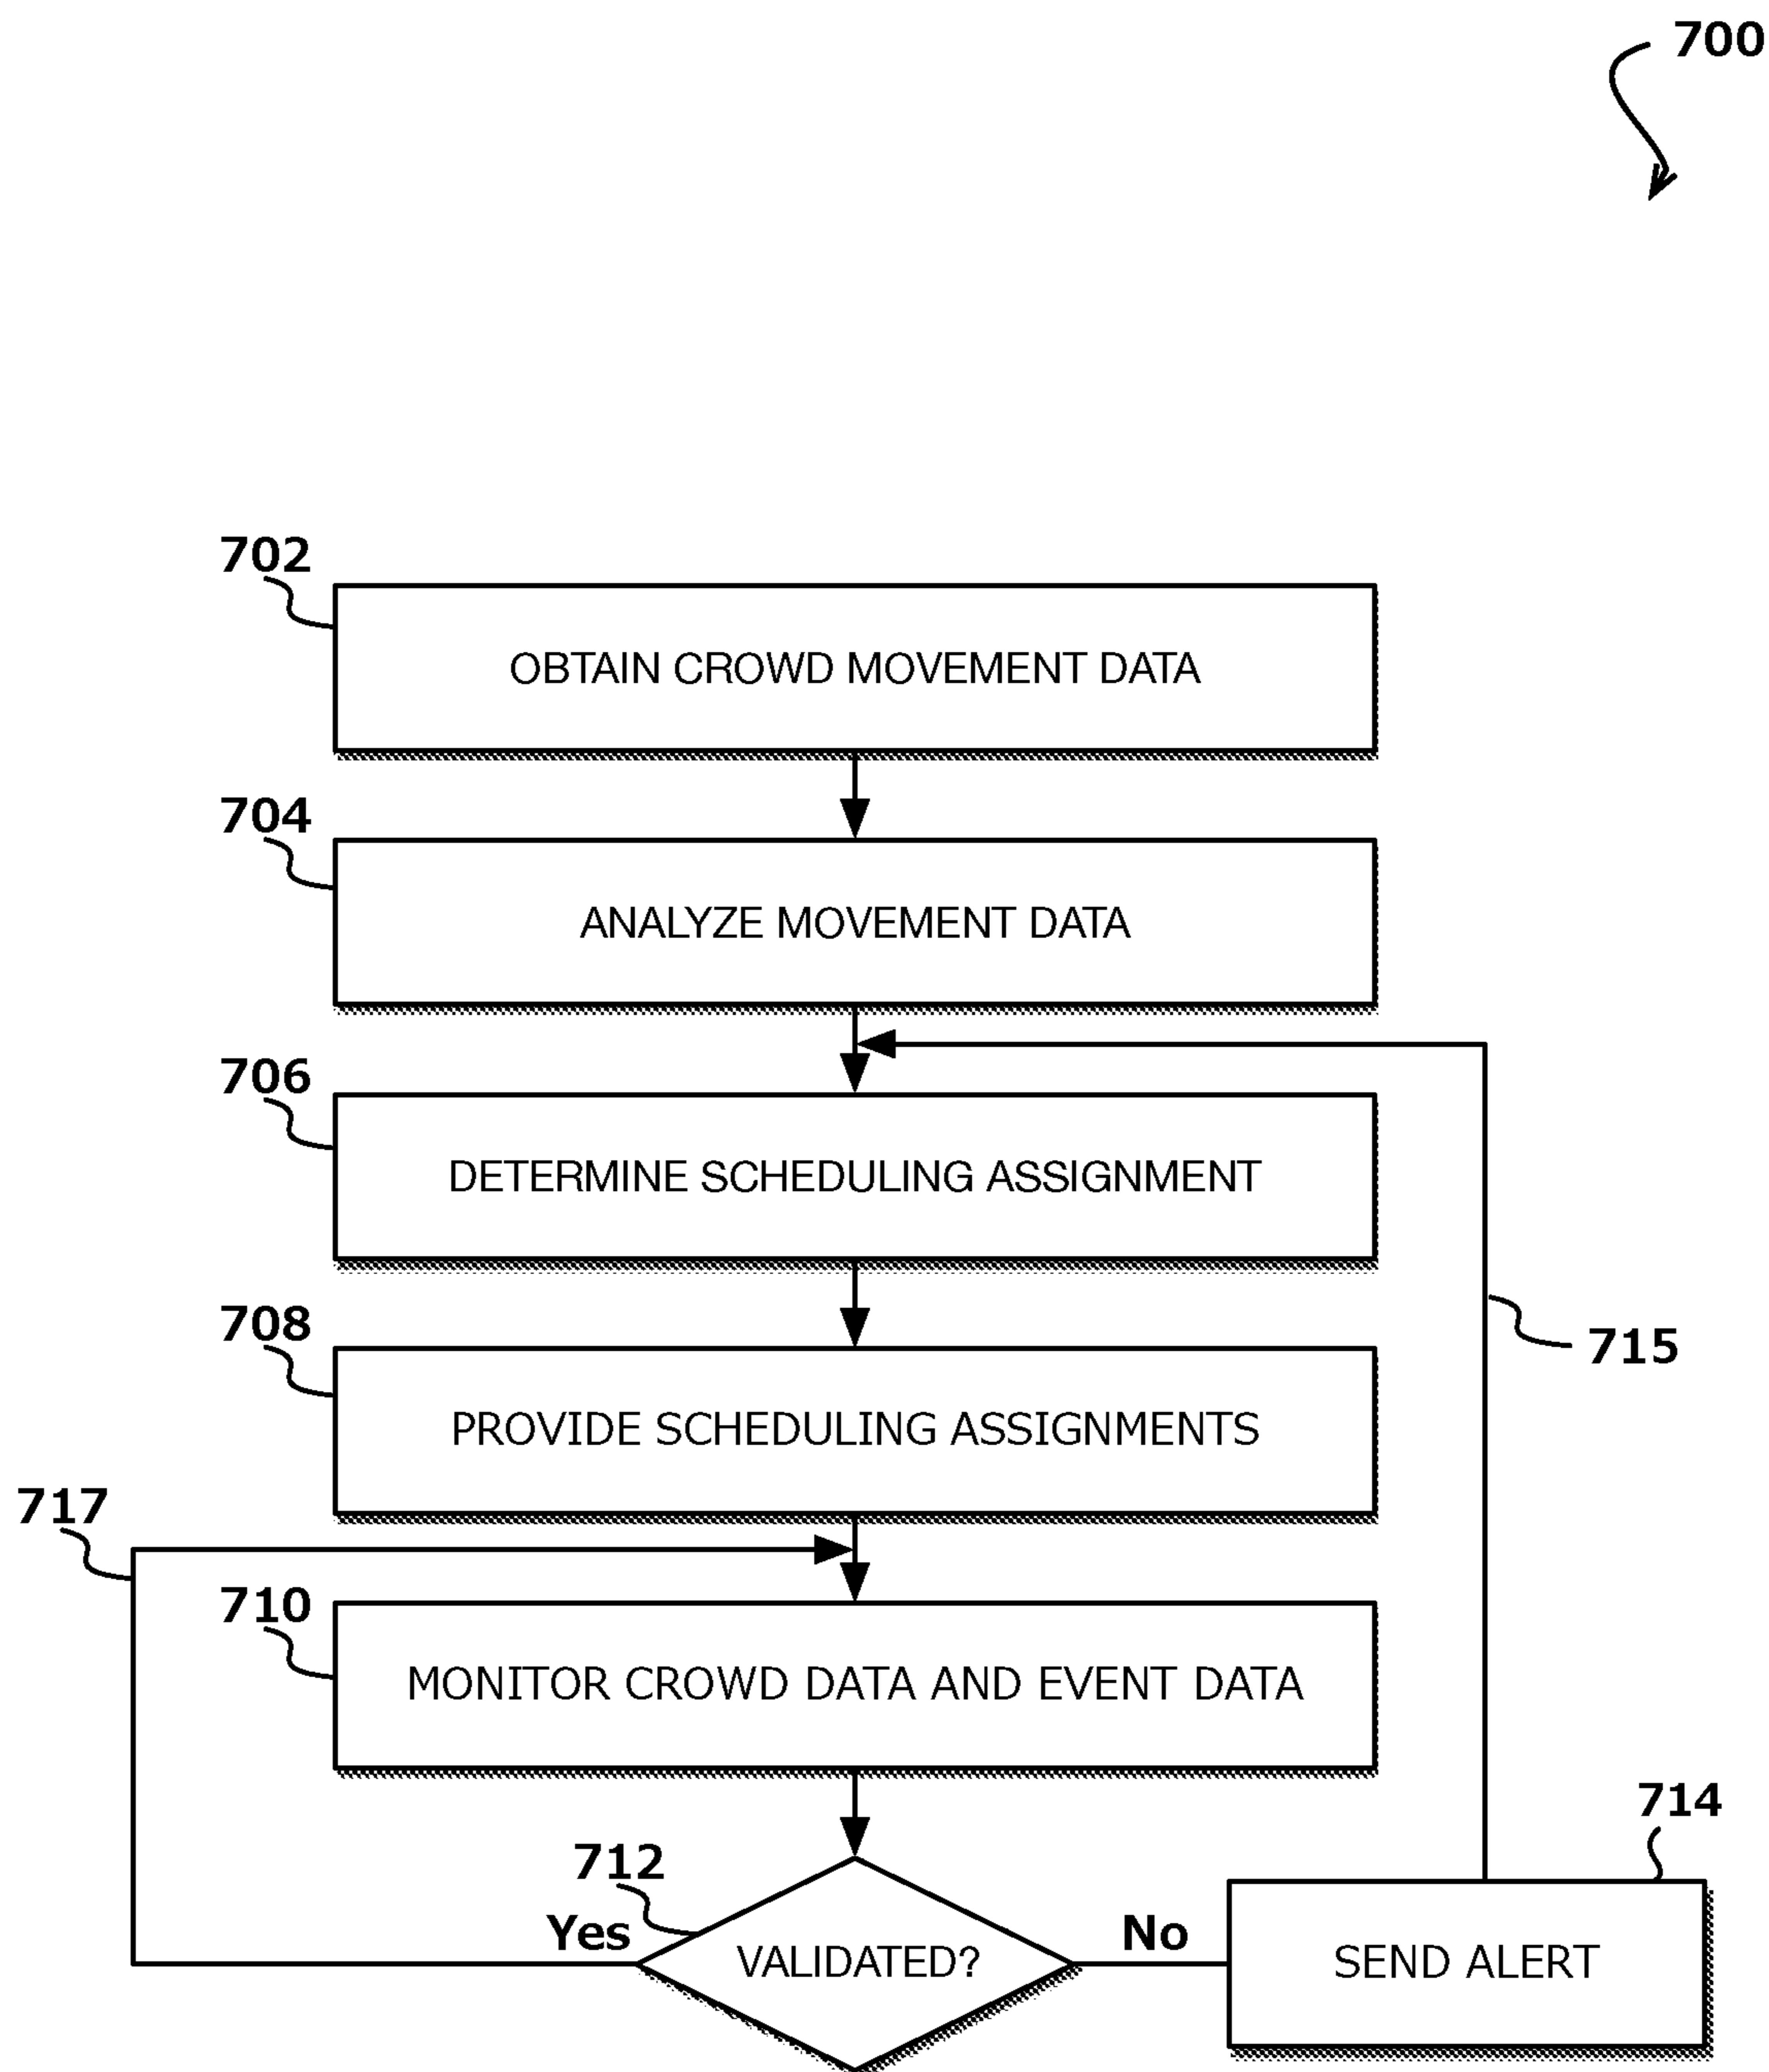 700
702
OBTAIN CROWD MOVEMENT DATA
704
ANALYZE MOVEMENT DATA
706
DETERMINE SCHEDULING ASSIGNMENT
708
PROVIDE SCHEDULING ASSIGNMENTS
715
717
710
MONITOR CROWD DATA AND EVENT DATA
714
712
Yes
No
VALIDATED?
SEND ALERT